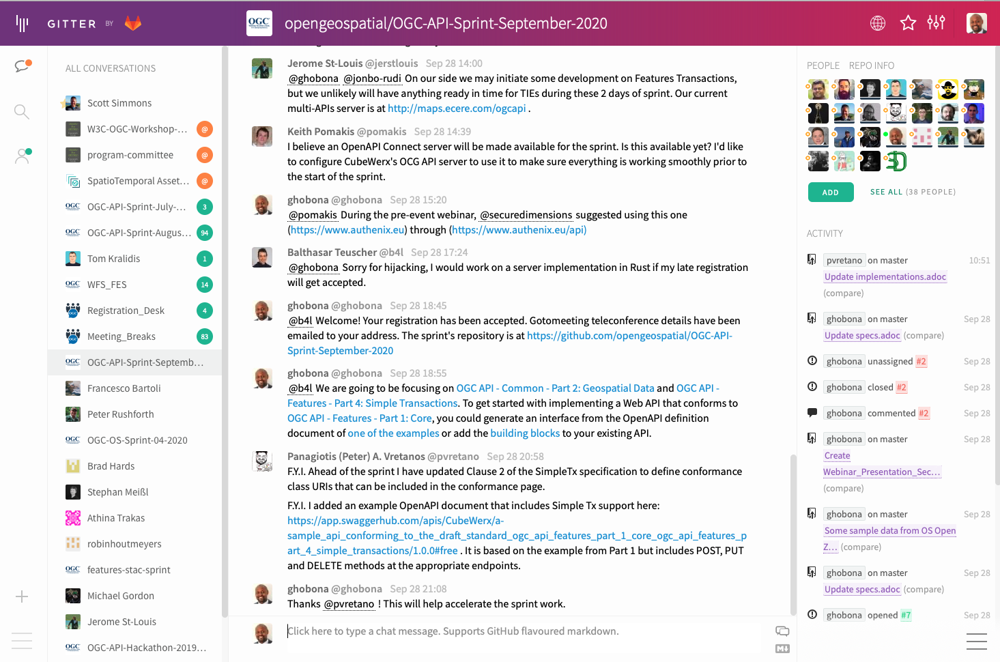 GITTER BY
OGC
opengeospatial/OGC-API-Sprint-September-2020
ALL CONVERSATIONS
Scott Simmons
W3C-OGC-Workshop-... @
program-committee @
SpatioTemporal Asset... @
OGC OGC-API-Sprint-July-... 3
OGC OGC-API-Sprint-Augus... 94
Tom Kralidis 1
OGC WFS_FES 14
Registration_Desk 4
Meeting_Breaks 83
OGC OGC-API-Sprint-Septemb...
Francesco Bartoli
Peter Rushforth
OGC OGC-OS-Sprint-04-2020
Brad Hards
Stephan Meißl
Athina Trakas
robinhoutmeyers
OGC features-stac-sprint
Michael Gordon
Jerome St-Louis
OGC OGC-API-Hackathon-2019...
Jerome St-Louis @jerstlouis Sep 28 14:00
@ghobona @jonbo-rudi On our side we may initiate some development on Features Transactions,
but we unlikely will have anything ready in time for TIEs during these 2 days of sprint. Our current
multi-APIs server is at http://maps.ecere.com/ogcapi .
Keith Pomakis @pomakis Sep 28 14:39
I believe an OpenAPI Connect server will be made available for the sprint. Is this available yet? I'd like
to configure CubeWerx's OCG API server to use it to make sure everything is working smoothly prior to
the start of the sprint.
ghobona @ghobona Sep 28 15:20
@pomakis During the pre-event webinar, @securedimensions suggested using this one
(https://www.authenix.eu) through (https://www.authenix.eu/api)
Balthasar Teuscher @b4l Sep 28 17:24
@ghobona Sorry for hijacking, I would work on a server implementation in Rust if my late registration
will get accepted.
ghobona @ghobona Sep 28 18:45
@b4l Welcome! Your registration has been accepted. Gotomeeting teleconference details have been
emailed to your address. The sprint's repository is at https://github.com/opengeospatial/OGC-API-
Sprint-September-2020
ghobona @ghobona Sep 28 18:55
@b4l We are going to be focusing on OGC API - Common - Part 2: Geospatial Data and OGC API -
Features - Part 4: Simple Transactions. To get started with implementing a Web API that conforms to
OGC API - Features - Part 1: Core, you could generate an interface from the OpenAPI definition
document of one of the examples or add the building blocks to your existing API.
Panagiotis (Peter) A. Vretanos @pvretano Sep 28 20:58
F.Y.I. Ahead of the sprint I have updated Clause 2 of the SimpleTx specification to define conformance
class URIs that can be included in the conformance page.
F.Y.I. I added an example OpenAPI document that includes Simple Tx support here:
https://app.swaggerhub.com/apis/CubeWerx/a-
sample_api_conforming_to_the_draft_standard_ogc_api_features_part_1_core_ogc_api_features_p
art_4_simple_transactions/1.0.0#free . It is based on the example from Part 1 but includes POST, PUT
and DELETE methods at the appropriate endpoints.
ghobona @ghobona Sep 28 21:08
Thanks @pvretano ! This will help accelerate the sprint work.
Click here to type a chat message. Supports GitHub flavoured markdown.
PEOPLE REPO INFO
ADD SEE ALL (38 PEOPLE)
ACTIVITY
pvretano on master 10:51
Update implementations.adoc
(compare)
ghobona on master Sep 28
Update specs.adoc (compare)
ghobona unassigned #2 Sep 28
ghobona closed #2 Sep 28
ghobona commented #2 Sep 28
ghobona on master Sep 28
Create
Webinar_Presentation_Sec...
(compare)
ghobona on master Sep 28
Some sample data from OS Open
Z... (compare)
ghobona on master Sep 28
Update specs.adoc (compare)
ghobona opened #7 Sep 28